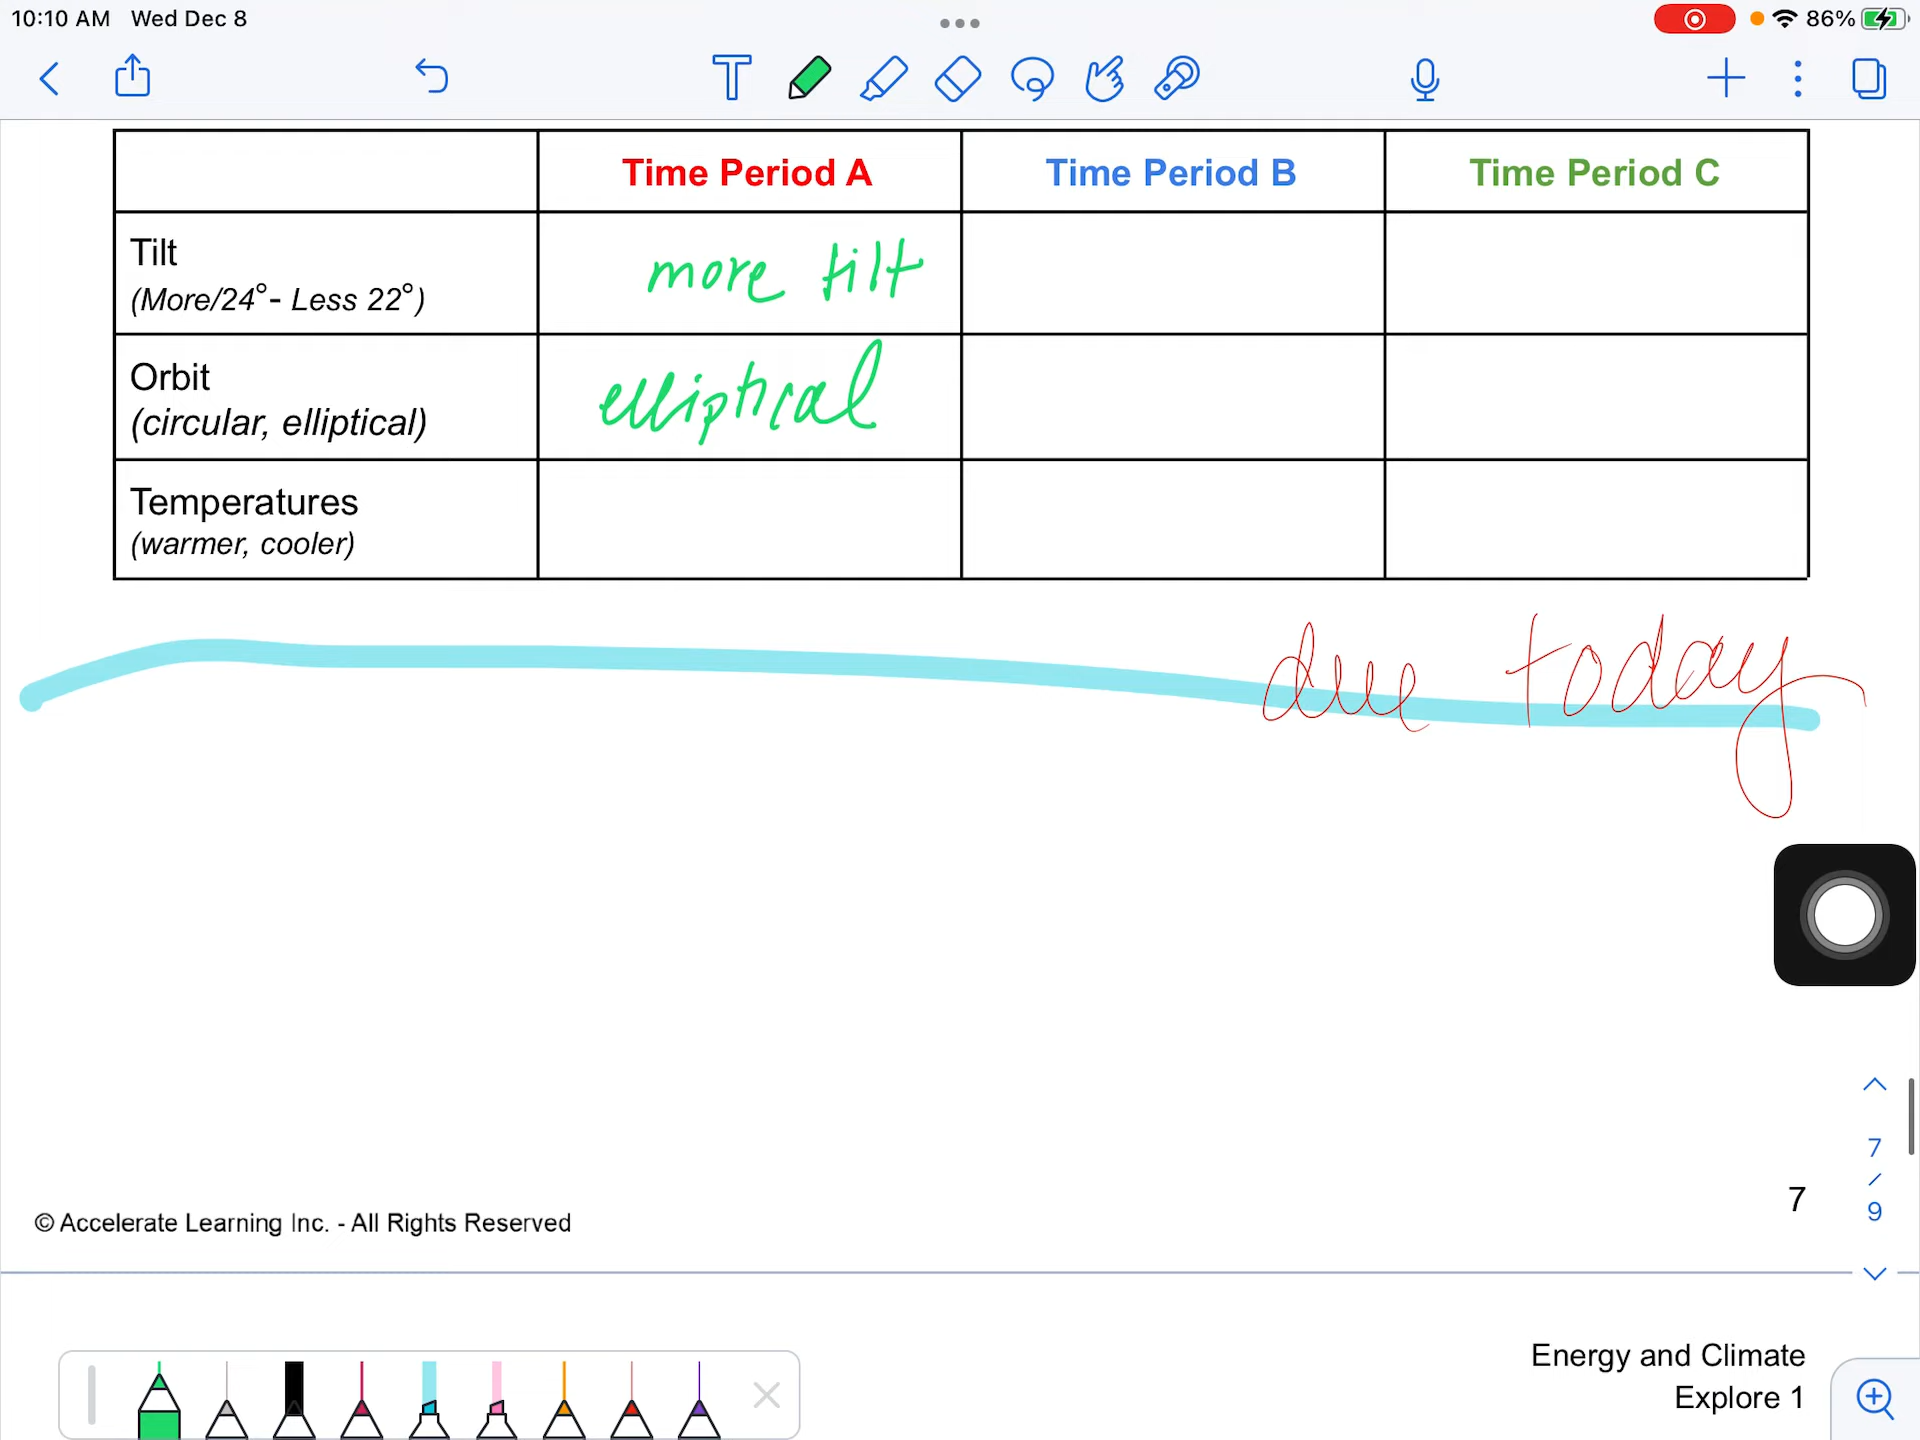 10:10 AM Wed Dec 8
86%
Time Period A Time Period B Time Period C
Tilt
(More/24°- Less 22°)
more tilt
Orbit
(circular, elliptical)
elliptical
Temperatures
(warmer, cooler)
due today
7
/
9
7
© Accelerate Learning Inc. - All Rights Reserved
Energy and Climate
Explore 1